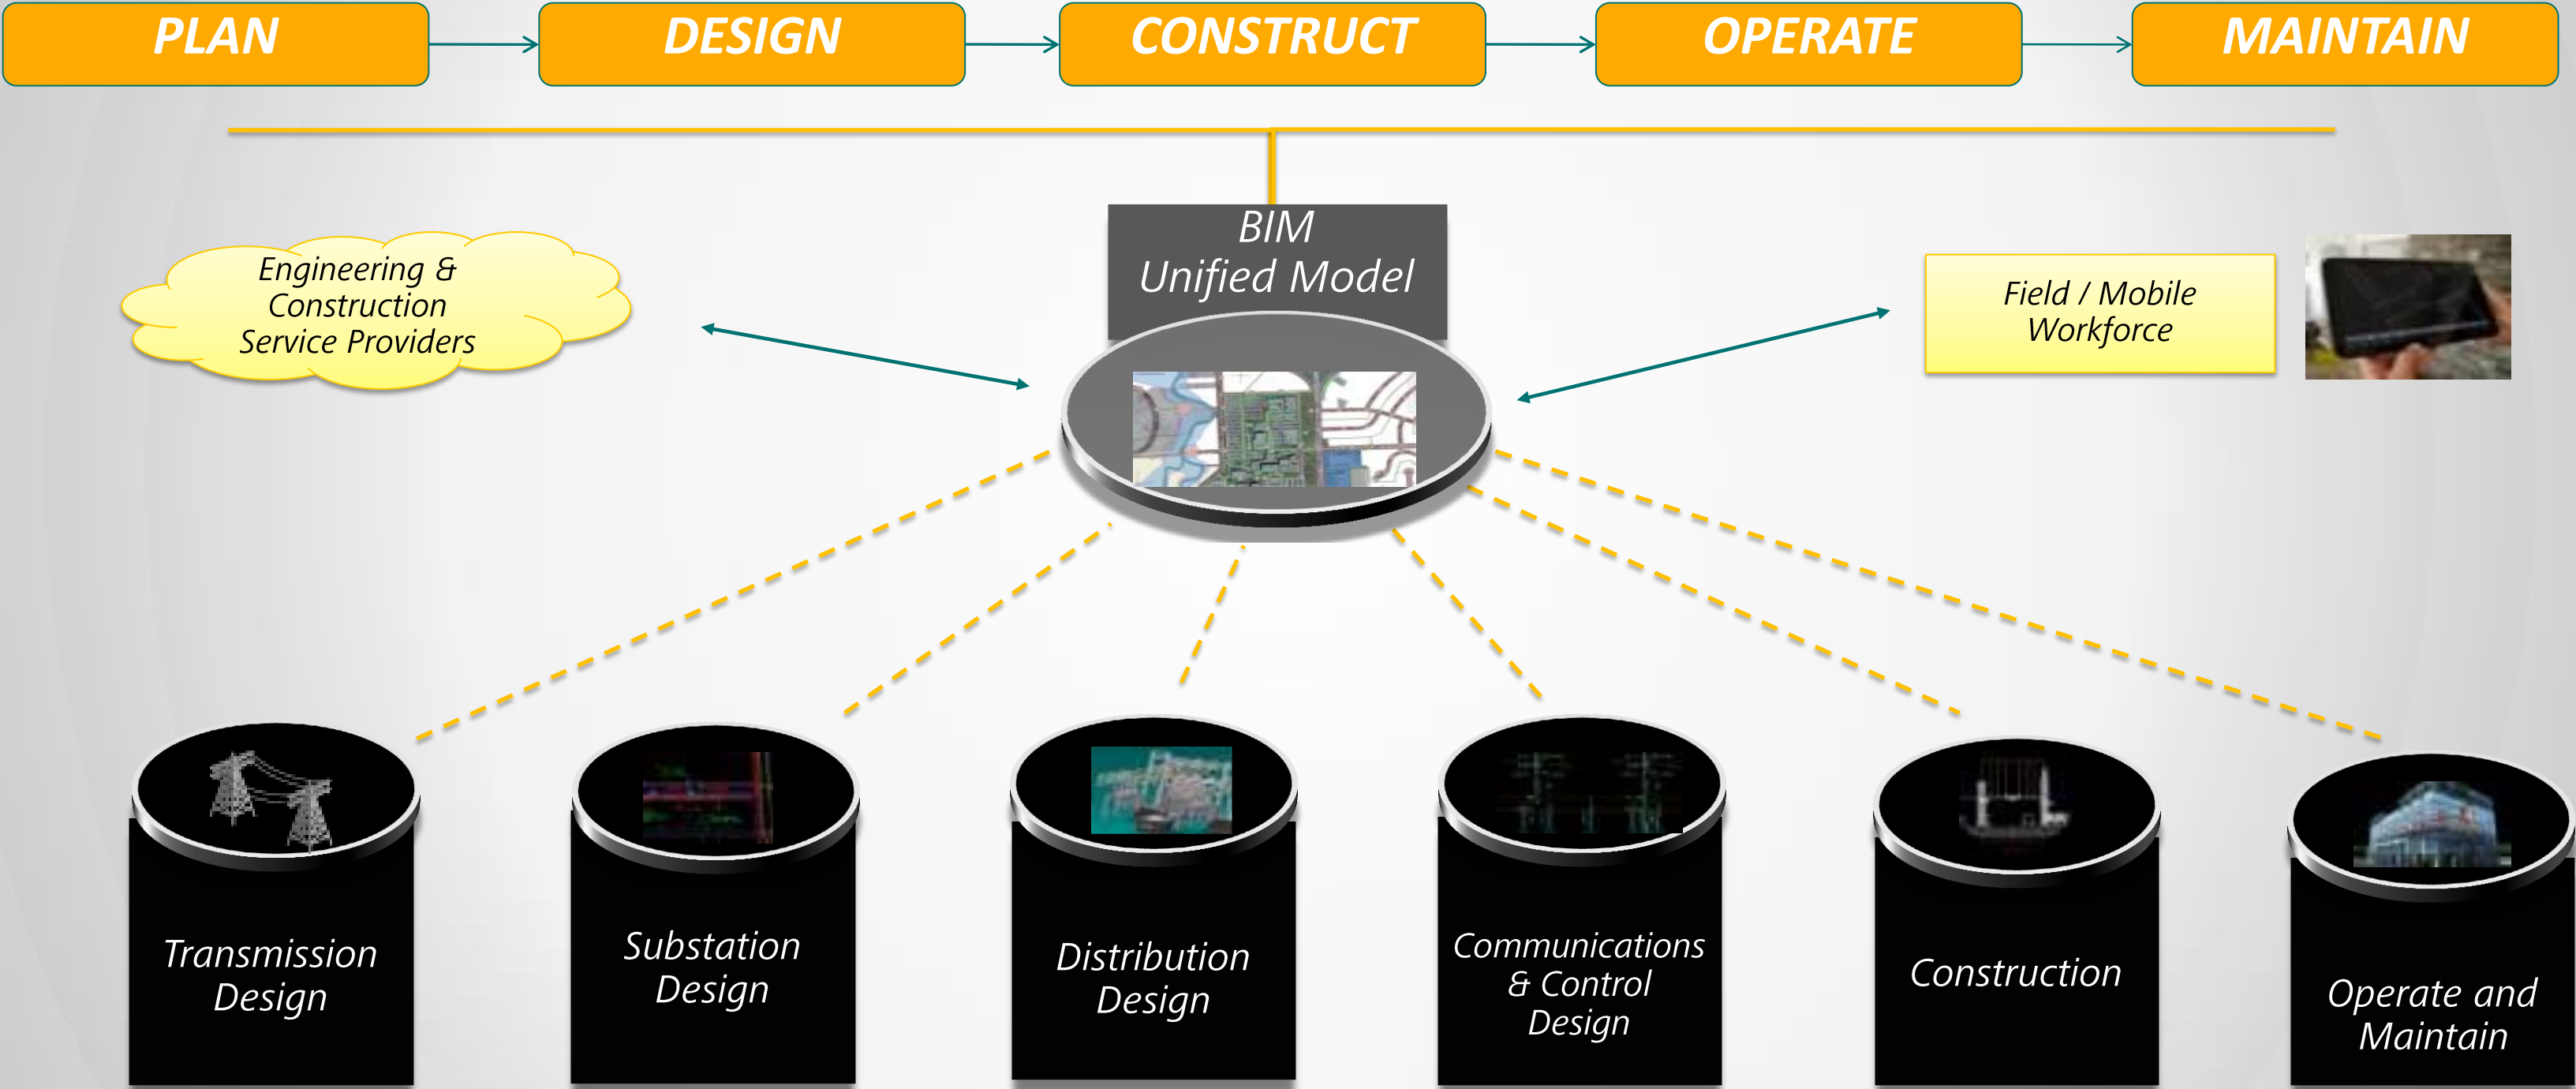 PLAN
DESIGN
CONSTRUCT
OPERATE
MAINTAIN
BIM
Unified Model
Engineering &
Construction
Service Providers
Field / Mobile
Workforce
Transmission
Design
Substation
Design
Distribution
Design
Communications
& Control
Design
Construction
Operate and
Maintain